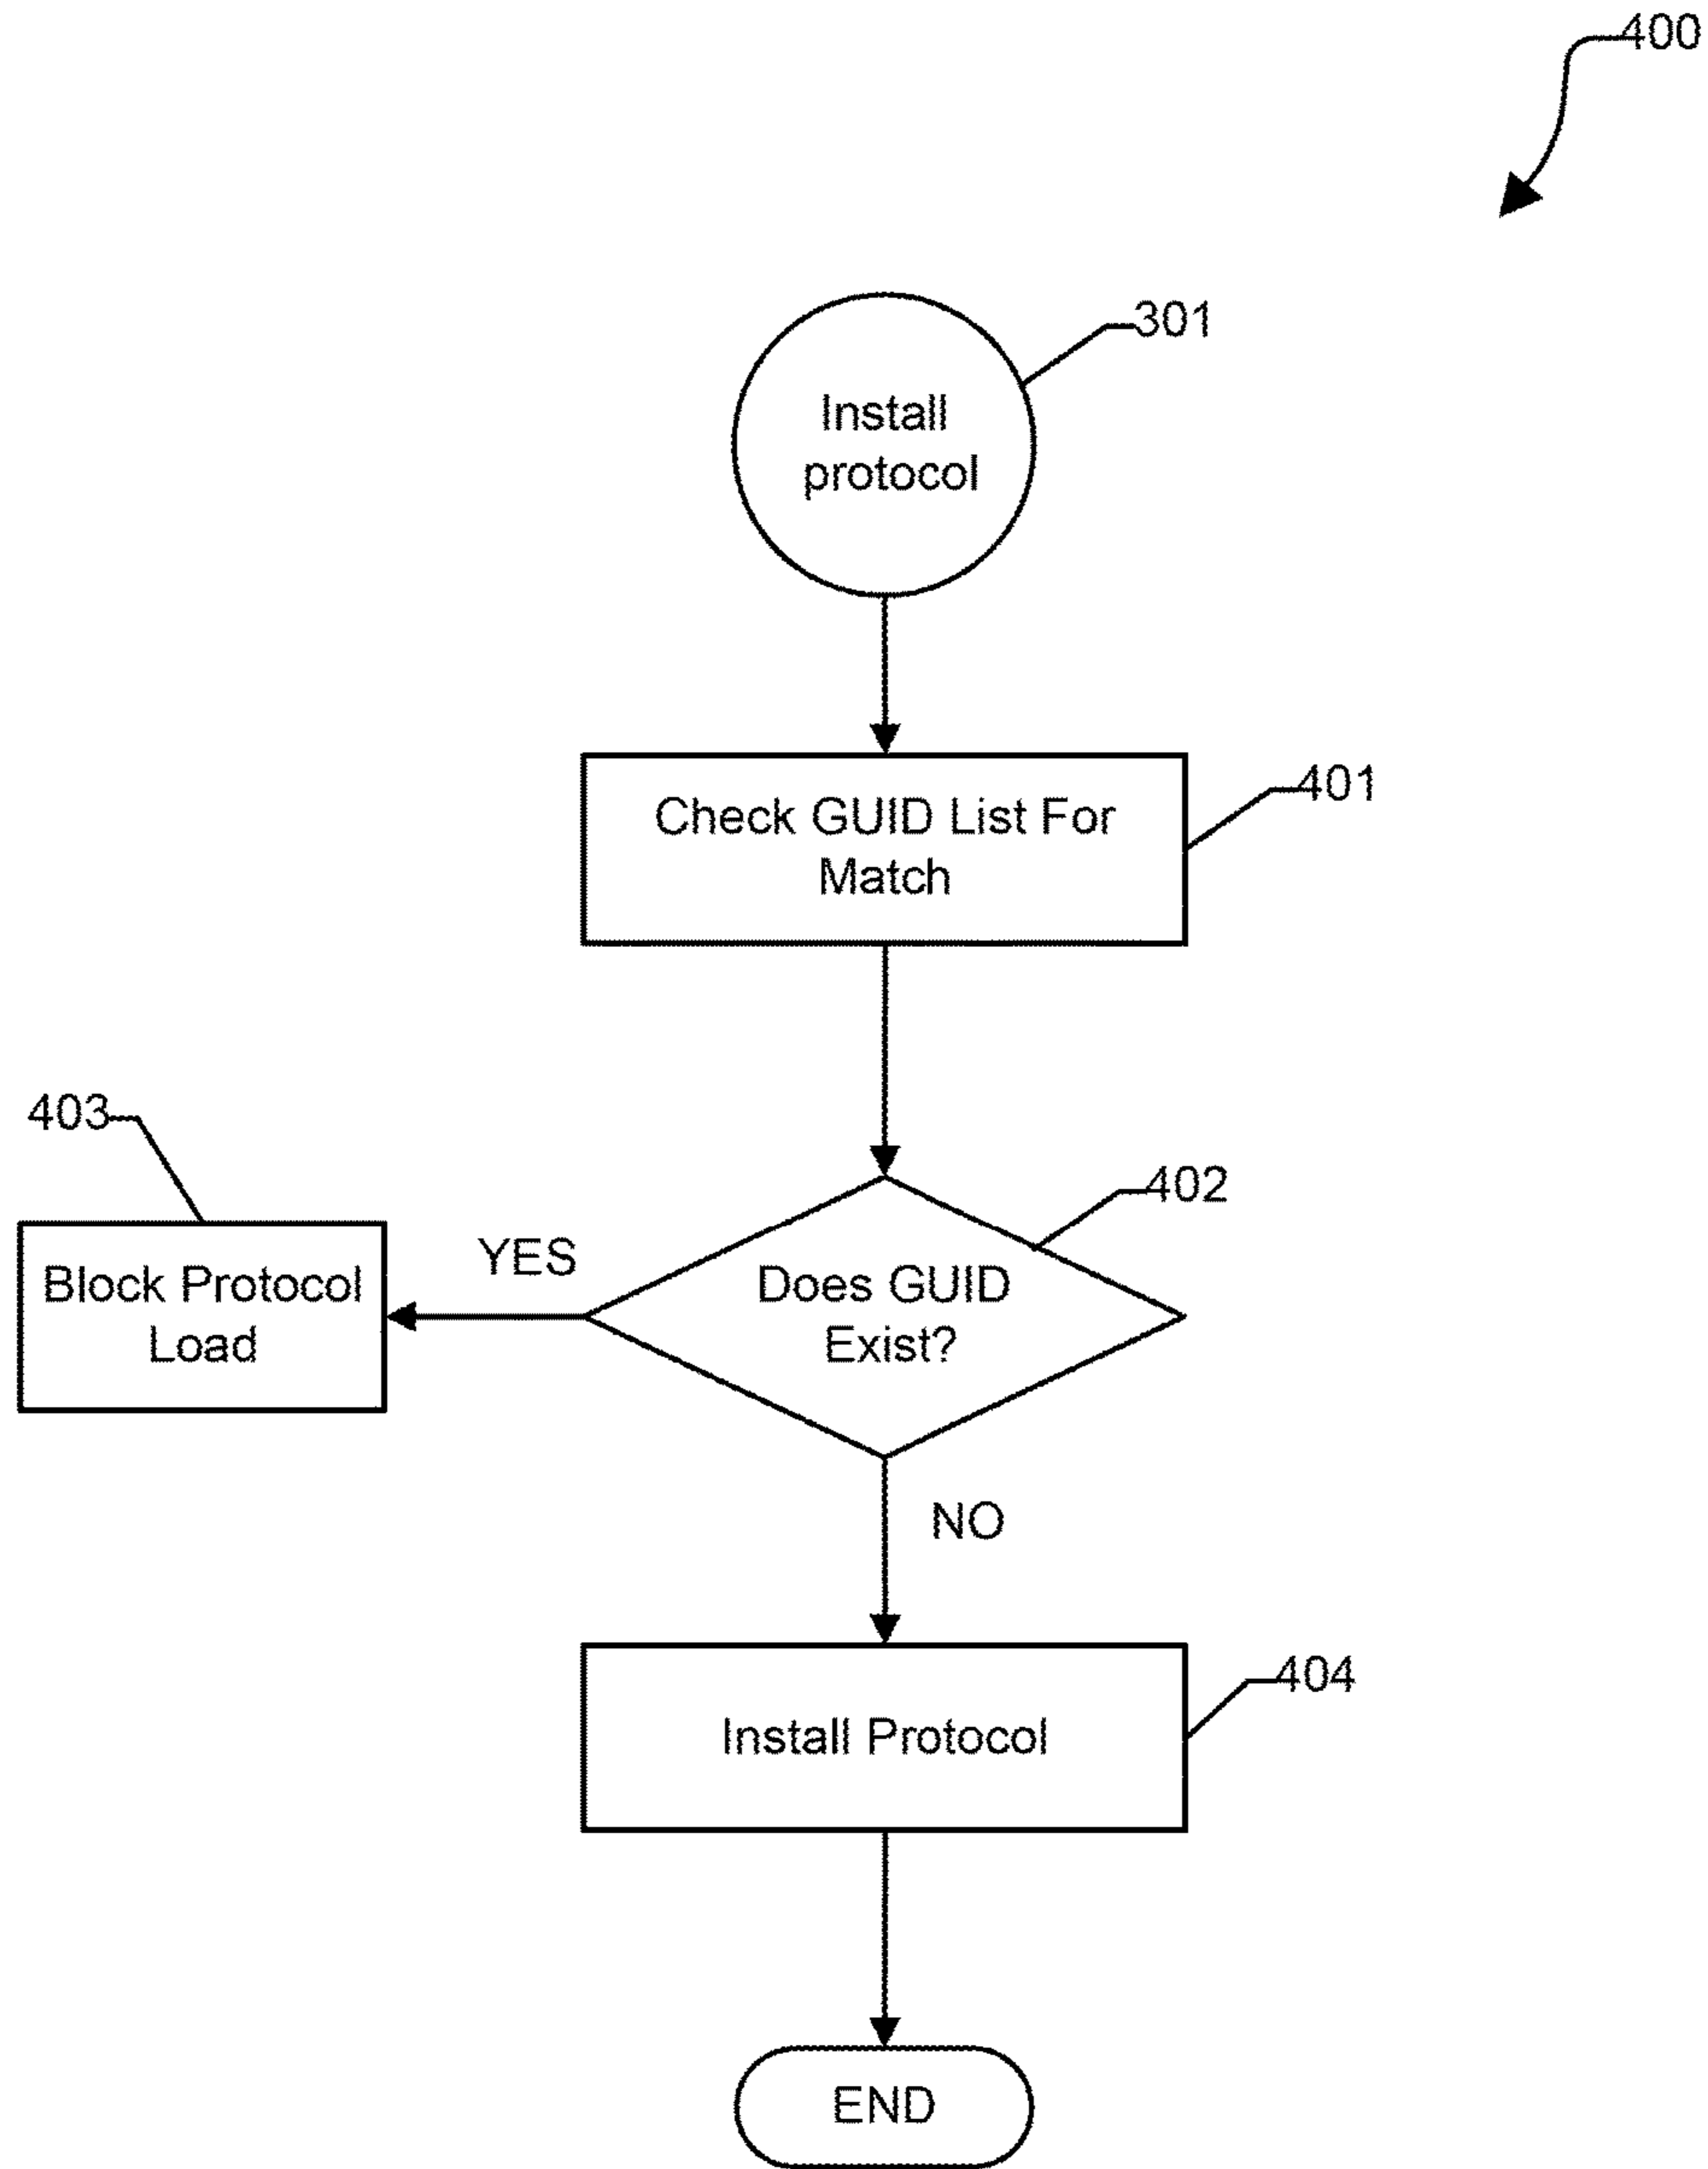 400
301
Install
protocol
401
Check GUID List For
Match
403
402
YES
Block Protocol
Load
Does GUID
Exist?
NO
404
Install Protocol
END